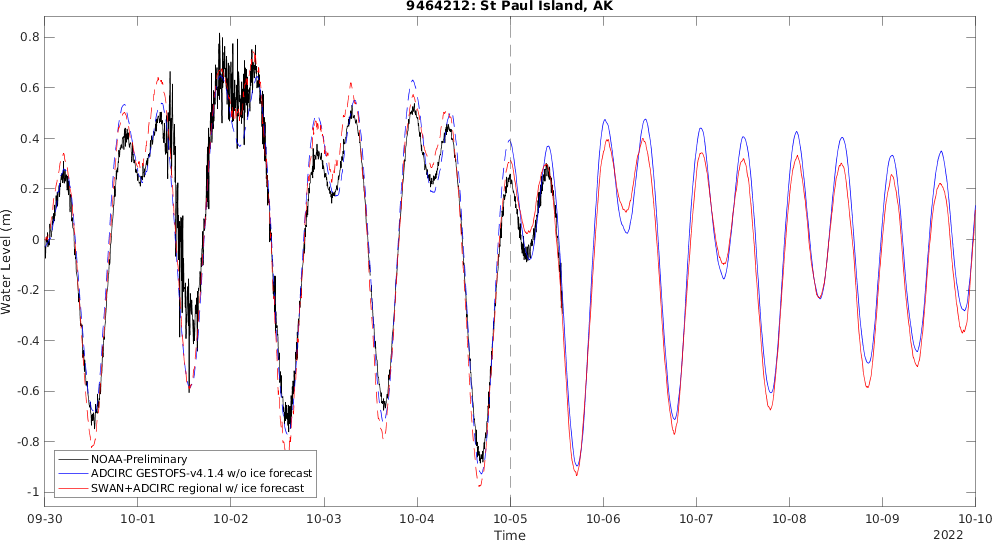 9464212: St Paul Island, AK
Water Level (m)
0.8
0.6
0.4
0.2
0
-0.2
-0.4
-0.6
-0.8
-1
NOAA-Preliminary
ADCIRC GESTOFS-v4.1.4 w/o ice forecast
SWAN+ADCIRC regional w/ ice forecast
09-30 10-01 10-02 10-03 10-04 10-05 10-06 10-07 10-08 10-09 10-10
Time
2022